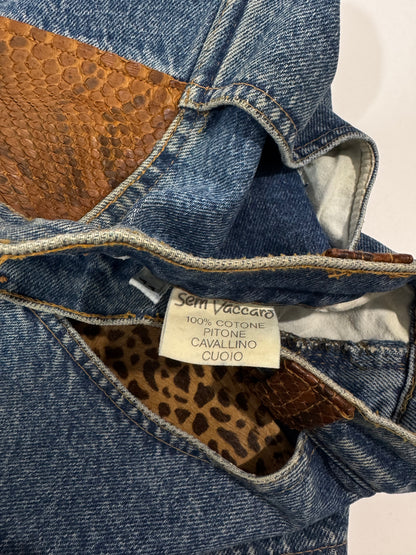 Sem Vaccaro
100% COTONE
PITONE
CAVALLINO
CUOIO